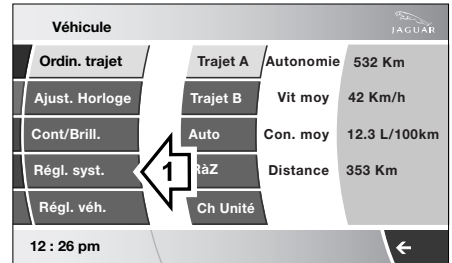 Véhicule
JAGUAR
Ordin. trajet Trajet A Autonomie 532 Km
Ajust. Horloge Trajet B Vit moy 42 Km/h
Cont/Brill. Auto Con. moy 12.3 L/100km
Régl. syst. 1 RàZ Distance 353 Km
Régl. véh. Ch Unité
12 : 26 pm